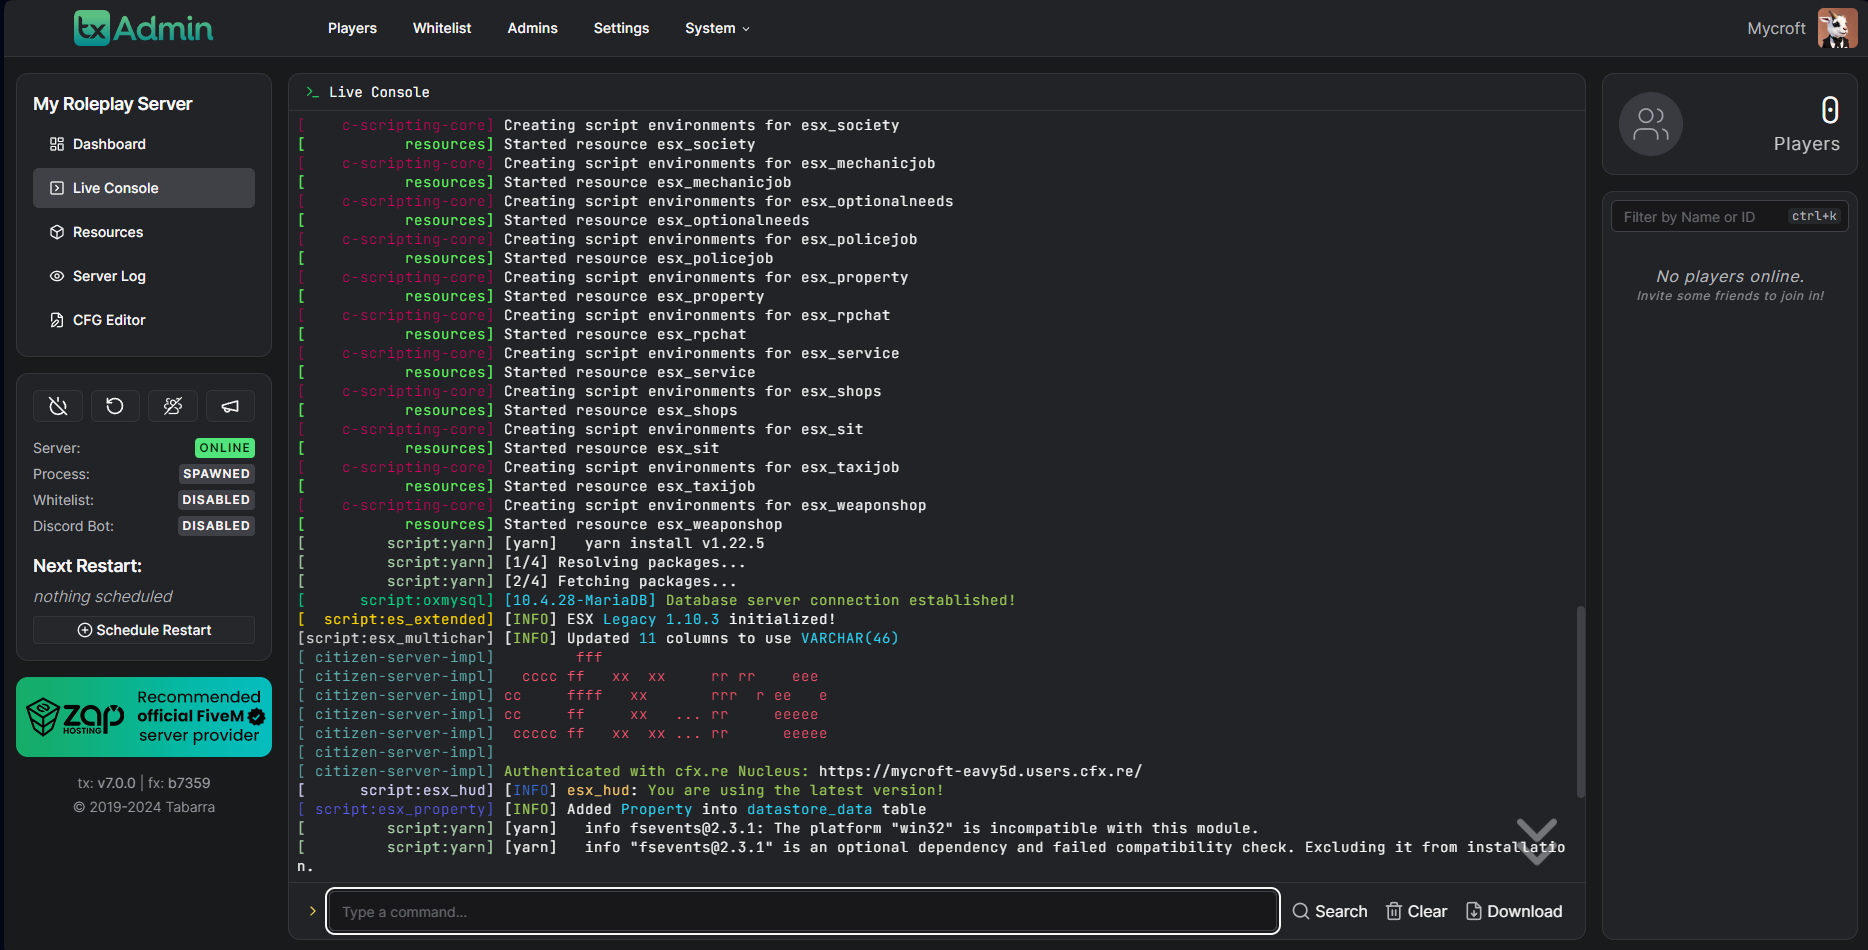 tx Admin
Players
Whitelist
Admins
Settings
System
Mycroft
My Roleplay Server
Dashboard
Live Console
Resources
Server Log
CFG Editor
Server: ONLINE
Process: SPAWNED
Whitelist: DISABLED
Discord Bot: DISABLED
Next Restart:
nothing scheduled
Schedule Restart
ZAP HOSTING
Recommended
official FiveM
server provider
tx: v7.0.0 | fx: b7359
© 2019-2024 Tabarra
>_ Live Console
[    c-scripting-core] Creating script environments for esx_society
[           resources] Started resource esx_society
[    c-scripting-core] Creating script environments for esx_mechanicjob
[           resources] Started resource esx_mechanicjob
[    c-scripting-core] Creating script environments for esx_optionalneeds
[           resources] Started resource esx_optionalneeds
[    c-scripting-core] Creating script environments for esx_policejob
[           resources] Started resource esx_policejob
[    c-scripting-core] Creating script environments for esx_property
[           resources] Started resource esx_property
[    c-scripting-core] Creating script environments for esx_rpchat
[           resources] Started resource esx_rpchat
[    c-scripting-core] Creating script environments for esx_service
[           resources] Started resource esx_service
[    c-scripting-core] Creating script environments for esx_shops
[           resources] Started resource esx_shops
[    c-scripting-core] Creating script environments for esx_sit
[           resources] Started resource esx_sit
[    c-scripting-core] Creating script environments for esx_taxijob
[           resources] Started resource esx_taxijob
[    c-scripting-core] Creating script environments for esx_weaponshop
[           resources] Started resource esx_weaponshop
[         script:yarn] [yarn]   yarn install v1.22.5
[         script:yarn] [1/4] Resolving packages...
[         script:yarn] [2/4] Fetching packages...
[      script:oxmysql] [10.4.28-MariaDB] Database server connection established!
[  script:es_extended] [INFO] ESX Legacy 1.10.3 initialized!
[script:esx_multichar] [INFO] Updated 11 columns to use VARCHAR(46)
[ citizen-server-impl]         fff
[ citizen-server-impl]   cccc ff   xx  xx     rr rr    eee
[ citizen-server-impl] cc     ffff   xx       rrr  r ee   e
[ citizen-server-impl] cc     ff     xx   ... rr     eeeee
[ citizen-server-impl]  ccccc ff   xx  xx ... rr      eeeee
[ citizen-server-impl]
[ citizen-server-impl] Authenticated with cfx.re Nucleus: https://mycroft-eavy5d.users.cfx.re/
[      script:esx_hud] [INFO] esx_hud: You are using the latest version!
[ script:esx_property] [INFO] Added Property into datastore_data table
[         script:yarn] [yarn]   info fsevents@2.3.1: The platform "win32" is incompatible with this module.
[         script:yarn] [yarn]   info "fsevents@2.3.1" is an optional dependency and failed compatibility check. Excluding it from installatio
n.
Type a command...
Search
Clear
Download
0
Players
Filter by Name or ID ctrl+k
No players online.
Invite some friends to join in!